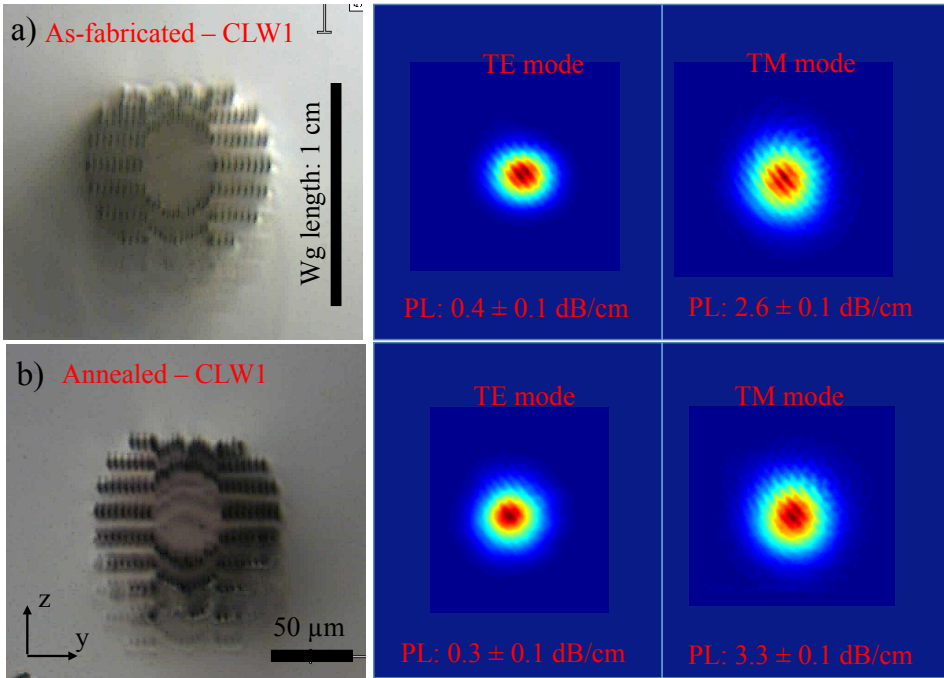 a) As-fabricated – CLW1
Wg length: 1 cm
TE mode
TM mode
PL: 0.4 ± 0.1 dB/cm
PL: 2.6 ± 0.1 dB/cm
b) Annealed – CLW1
z
y
50 µm
TE mode
TM mode
PL: 0.3 ± 0.1 dB/cm
PL: 3.3 ± 0.1 dB/cm